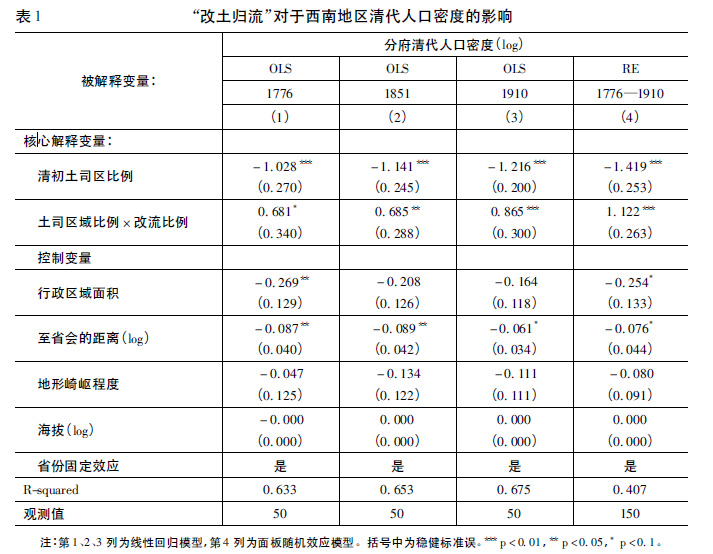 表1 “改土归流”对于西南地区清代人口密度的影响
被解释变量： 分府清代人口密度(log)
OLS OLS OLS RE
1776 1851 1910 1776—1910
(1) (2) (3) (4)
核心解释变量：
清初土司区比例 -1.028*** -1.141*** -1.216*** -1.419***
(0.270) (0.245) (0.200) (0.253)
土司区域比例×改流比例 0.681* 0.685** 0.865*** 1.122***
(0.340) (0.288) (0.300) (0.263)
控制变量
行政区域面积 -0.269** -0.208 -0.164 -0.254*
(0.129) (0.126) (0.118) (0.133)
至省会的距离(log) -0.087** -0.089** -0.061* -0.076*
(0.040) (0.042) (0.034) (0.044)
地形崎岖程度 -0.047 -0.134 -0.111 -0.080
(0.125) (0.122) (0.111) (0.091)
海拔(log) -0.000 0.000 0.000 0.000
(0.000) (0.000) (0.000) (0.000)
省份固定效应 是 是 是 是
R-squared 0.633 0.653 0.675 0.407
观测值 50 50 50 150
注：第1、2、3列为线性回归模型，第4列为面板随机效应模型。括号中为稳健标准误。*** p<0.01，** p<0.05，* p<0.1。